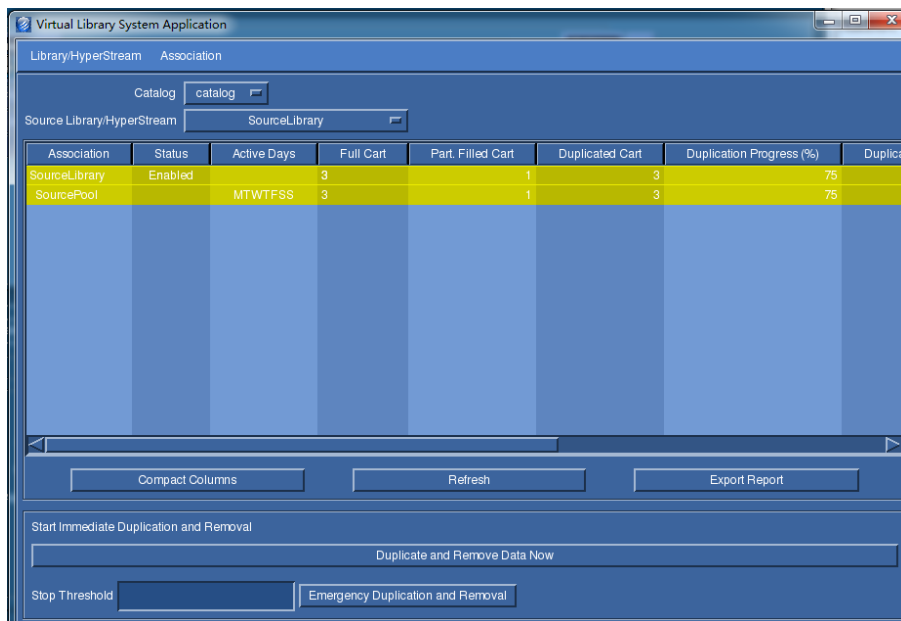 Virtual Library System Application
Library/HyperStream Association
Catalog catalog
Source Library/HyperStream SourceLibrary
Association Status Active Days Full Cart Part. Filled Cart Duplicated Cart Duplication Progress (%) Duplica
SourceLibrary Enabled 3 1 3 75
SourcePool MTWTFSS 3 1 3 75
Compact Columns Refresh Export Report
Start Immediate Duplication and Removal
Duplicate and Remove Data Now
Stop Threshold Emergency Duplication and Removal